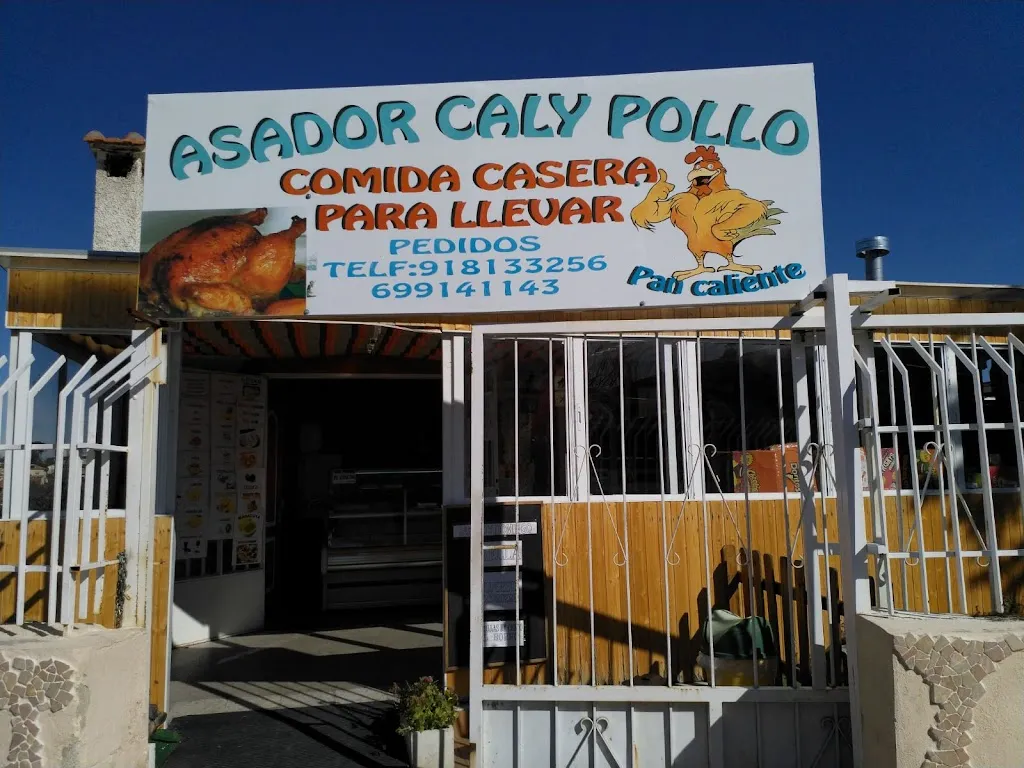 ASADOR CALY POLLO
COMIDA CASERA
PARA LLEVAR
PEDIDOS
TELF:918133256
699141143
Pan caliente